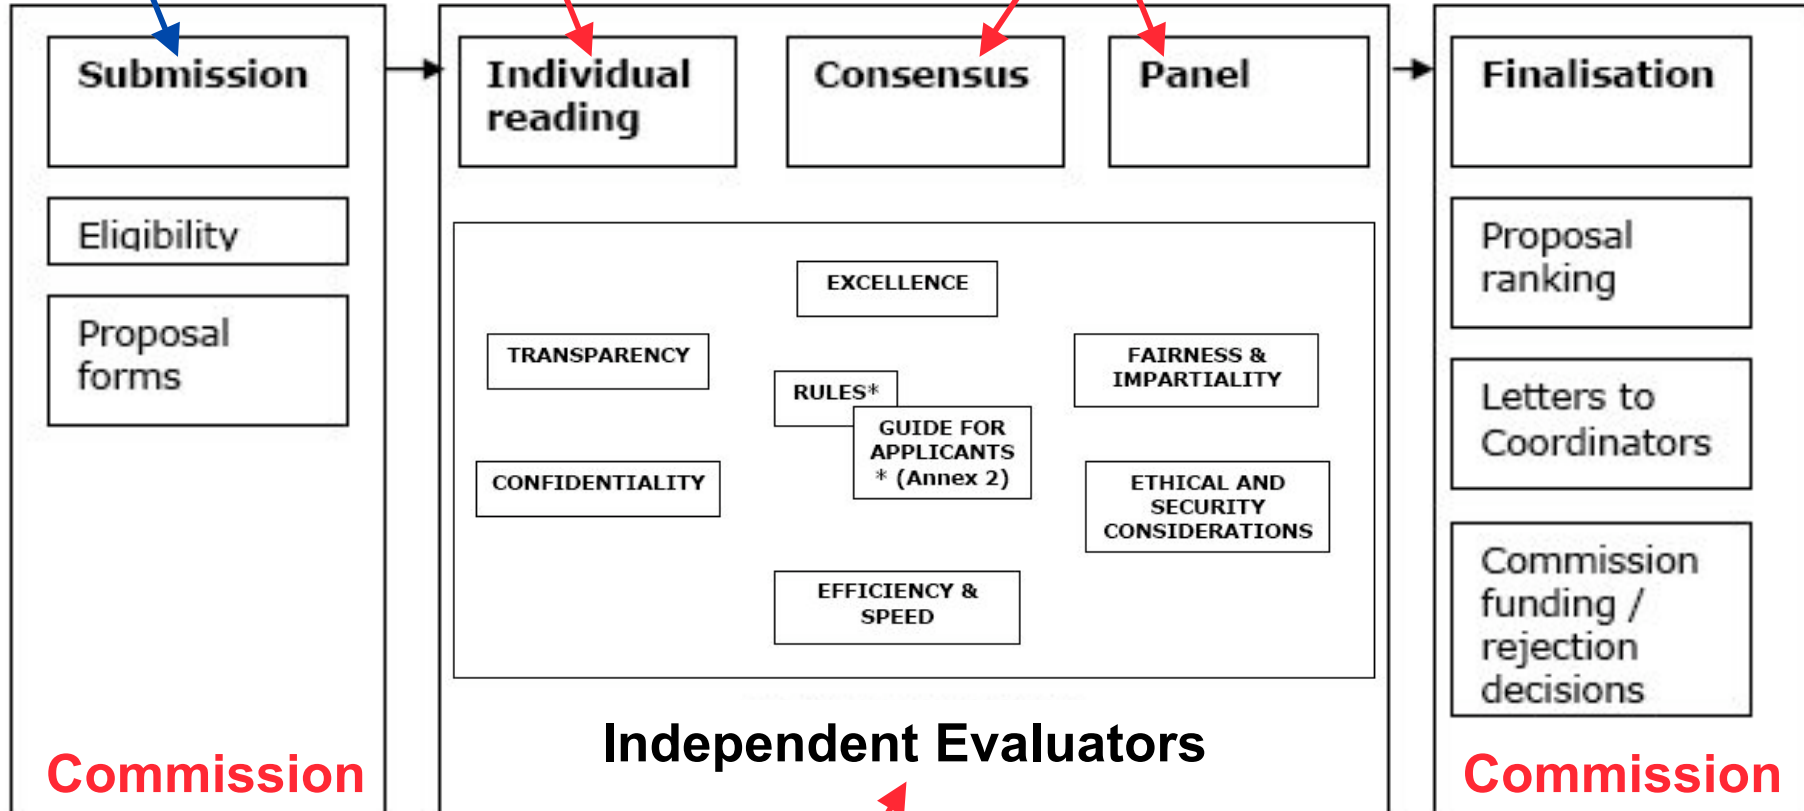 Submission
Eligibility
Proposal
forms
Commission
Individual
reading
Consensus
Panel
EXCELLENCE
TRANSPARENCY
FAIRNESS &
IMPARTIALITY
RULES*
GUIDE FOR
APPLICANTS
* (Annex 2)
CONFIDENTIALITY
ETHICAL AND
SECURITY
CONSIDERATIONS
EFFICIENCY &
SPEED
Independent Evaluators
Finalisation
Proposal
ranking
Letters to
Coordinators
Commission
funding /
rejection
decisions
Commission